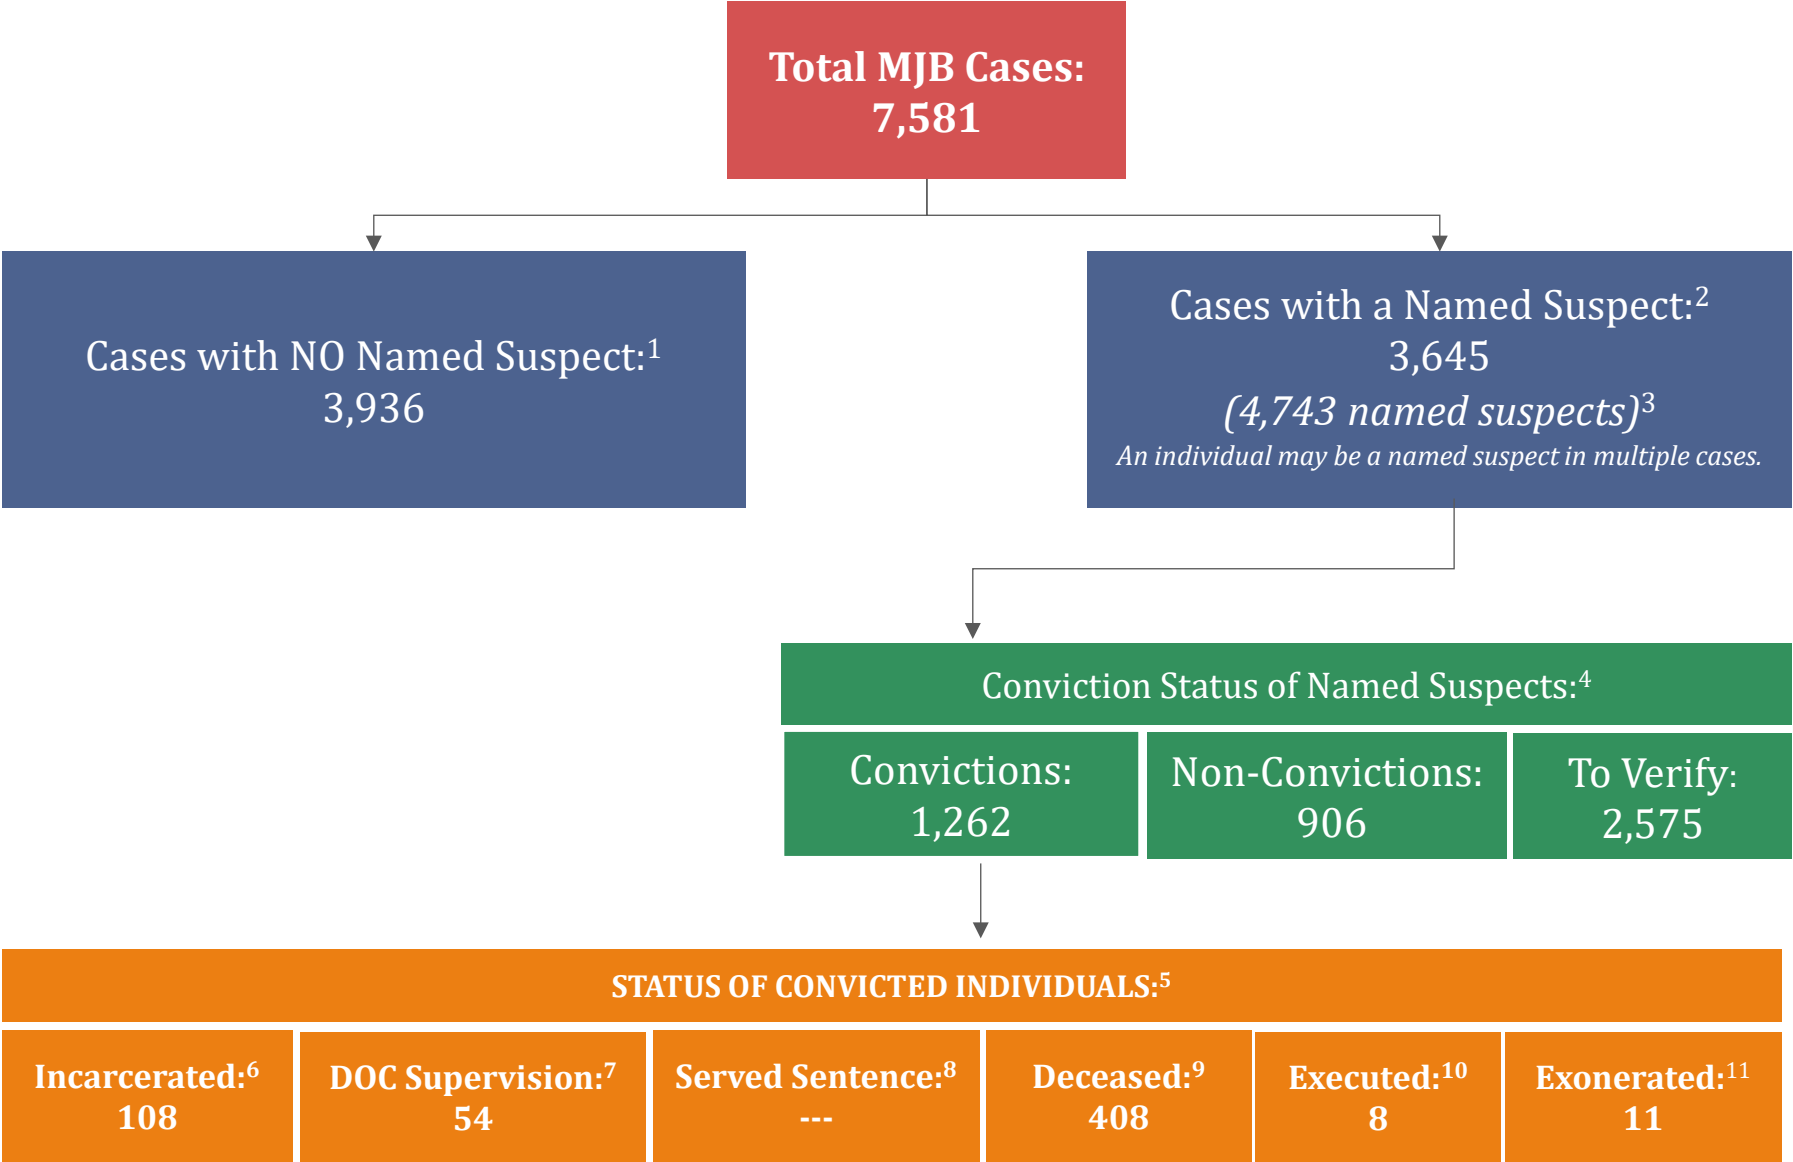 Total MJB Cases:
7,581
Cases with NO Named Suspect:1
3,936
Cases with a Named Suspect:2
3,645
(4,743 named suspects)3
An individual may be a named suspect in multiple cases.
Conviction Status of Named Suspects:4
Convictions:
1,262
Non-Convictions:
906
To Verify:
2,575
STATUS OF CONVICTED INDIVIDUALS:5
Incarcerated:6
108
DOC Supervision:7
54
Served Sentence:8
---
Deceased:9
408
Executed:10
8
Exonerated:11
11